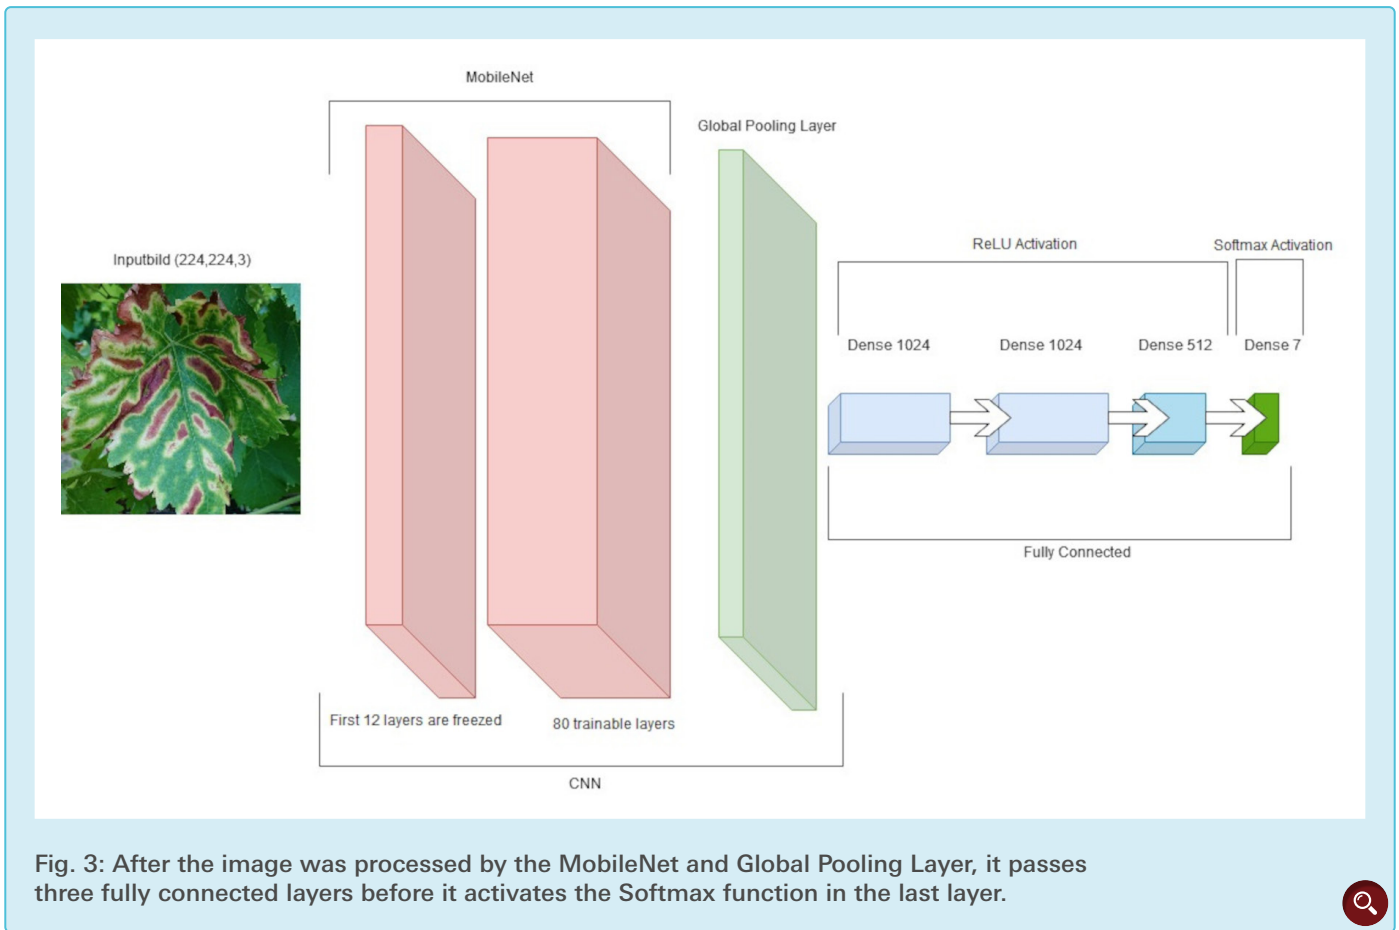 MobileNet
Global Pooling Layer
Inputbild (224,224,3)
ReLU Activation
Softmax Activation
Dense 1024
Dense 1024
Dense 512
Dense 7
Fully Connected
First 12 layers are freezed
80 trainable layers
CNN
Fig. 3: After the image was processed by the MobileNet and Global Pooling Layer, it passes
three fully connected layers before it activates the Softmax function in the last layer.